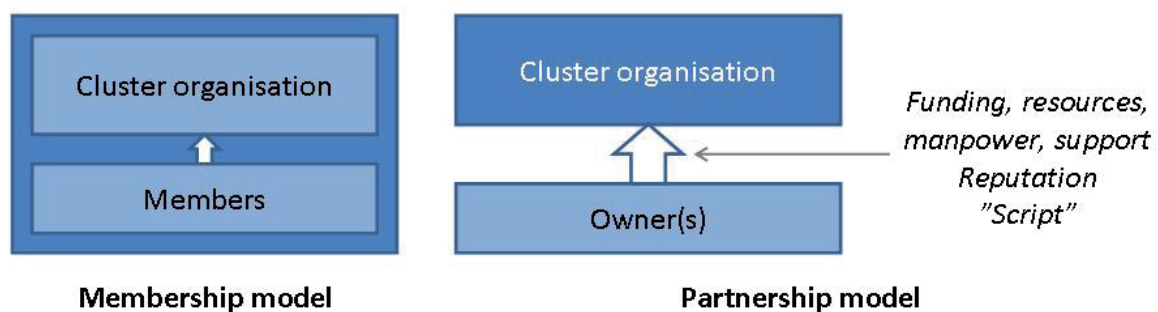 Cluster organisation
Members
Membership model
Cluster organisation
Owner(s)
Funding, resources,
manpower, support
Reputation
”Script”
Partnership model